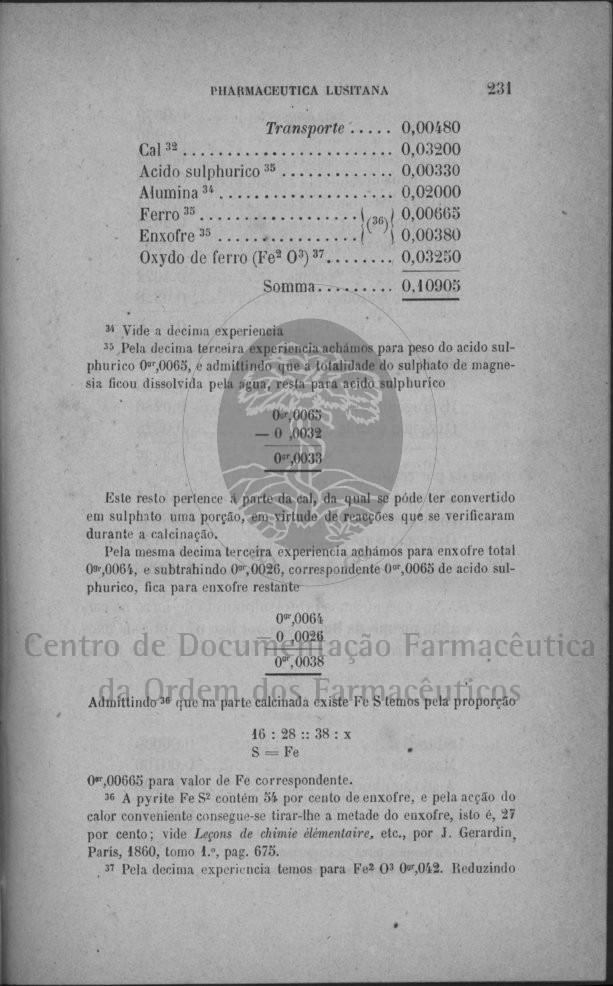 PHARMACEUTICA LUSITANA 231
Transporte ..... 0,00480
Cal ³² ........................ 0,03200
Acido sulphurico ³⁵ ............. 0,00330
Alumina ³⁴ .................... 0,02000
Ferro ³⁵ .................. } (³⁶) { 0,00665
Enxofre ³⁵ ................ } (³⁶) { 0,00380
Oxydo de ferro (Fe² O³) ³⁷ ........ 0,03250
Somma ......... 0,10905
³⁴ Vide a decima experiencia
³⁵ Pela decima terceira experiencia achámos para peso do acido sul-
phurico 0ᵍʳ,0065, e admittindo que a totalidade do sulphato de magne-
sia ficou dissolvida pela agua, resta para acido sulphurico
0ᵍʳ,0065
— 0 ,0032
0ᵍʳ,0033
Este resto pertence á parte da cal, da qual se póde ter convertido
em sulphato uma porção, em virtude de reacções que se verificaram
durante a calcinação.
Pela mesma decima terceira experiencia achámos para enxofre total
0ᵍʳ,0064, e subtrahindo 0ᵍʳ,0026, correspondente 0ᵍʳ,0065 de acido sul-
phurico, fica para enxofre restante
0ᵍʳ,0064
— 0 ,0026
0ᵍʳ,0038
Centro de Documentação Farmacêutica
da Ordem dos Farmacêuticos
Admittindo ³⁶ que na parte calcinada existe Fe S temos pela proporção
16 : 28 :: 38 : x
S = Fe
0ᵍʳ,00665 para valor de Fe correspondente.
³⁶ A pyrite Fe S² contém 54 por cento de enxofre, e pela acção do
calor conveniente consegue-se tirar-lhe a metade do enxofre, isto é, 27
por cento; vide Leçons de chimie élémentaire, etc., por J. Gerardin,
Paris, 1860, tomo 1.º, pag. 675.
³⁷ Pela decima experiencia temos para Fe² O³ 0ᵍʳ,042. Reduzindo